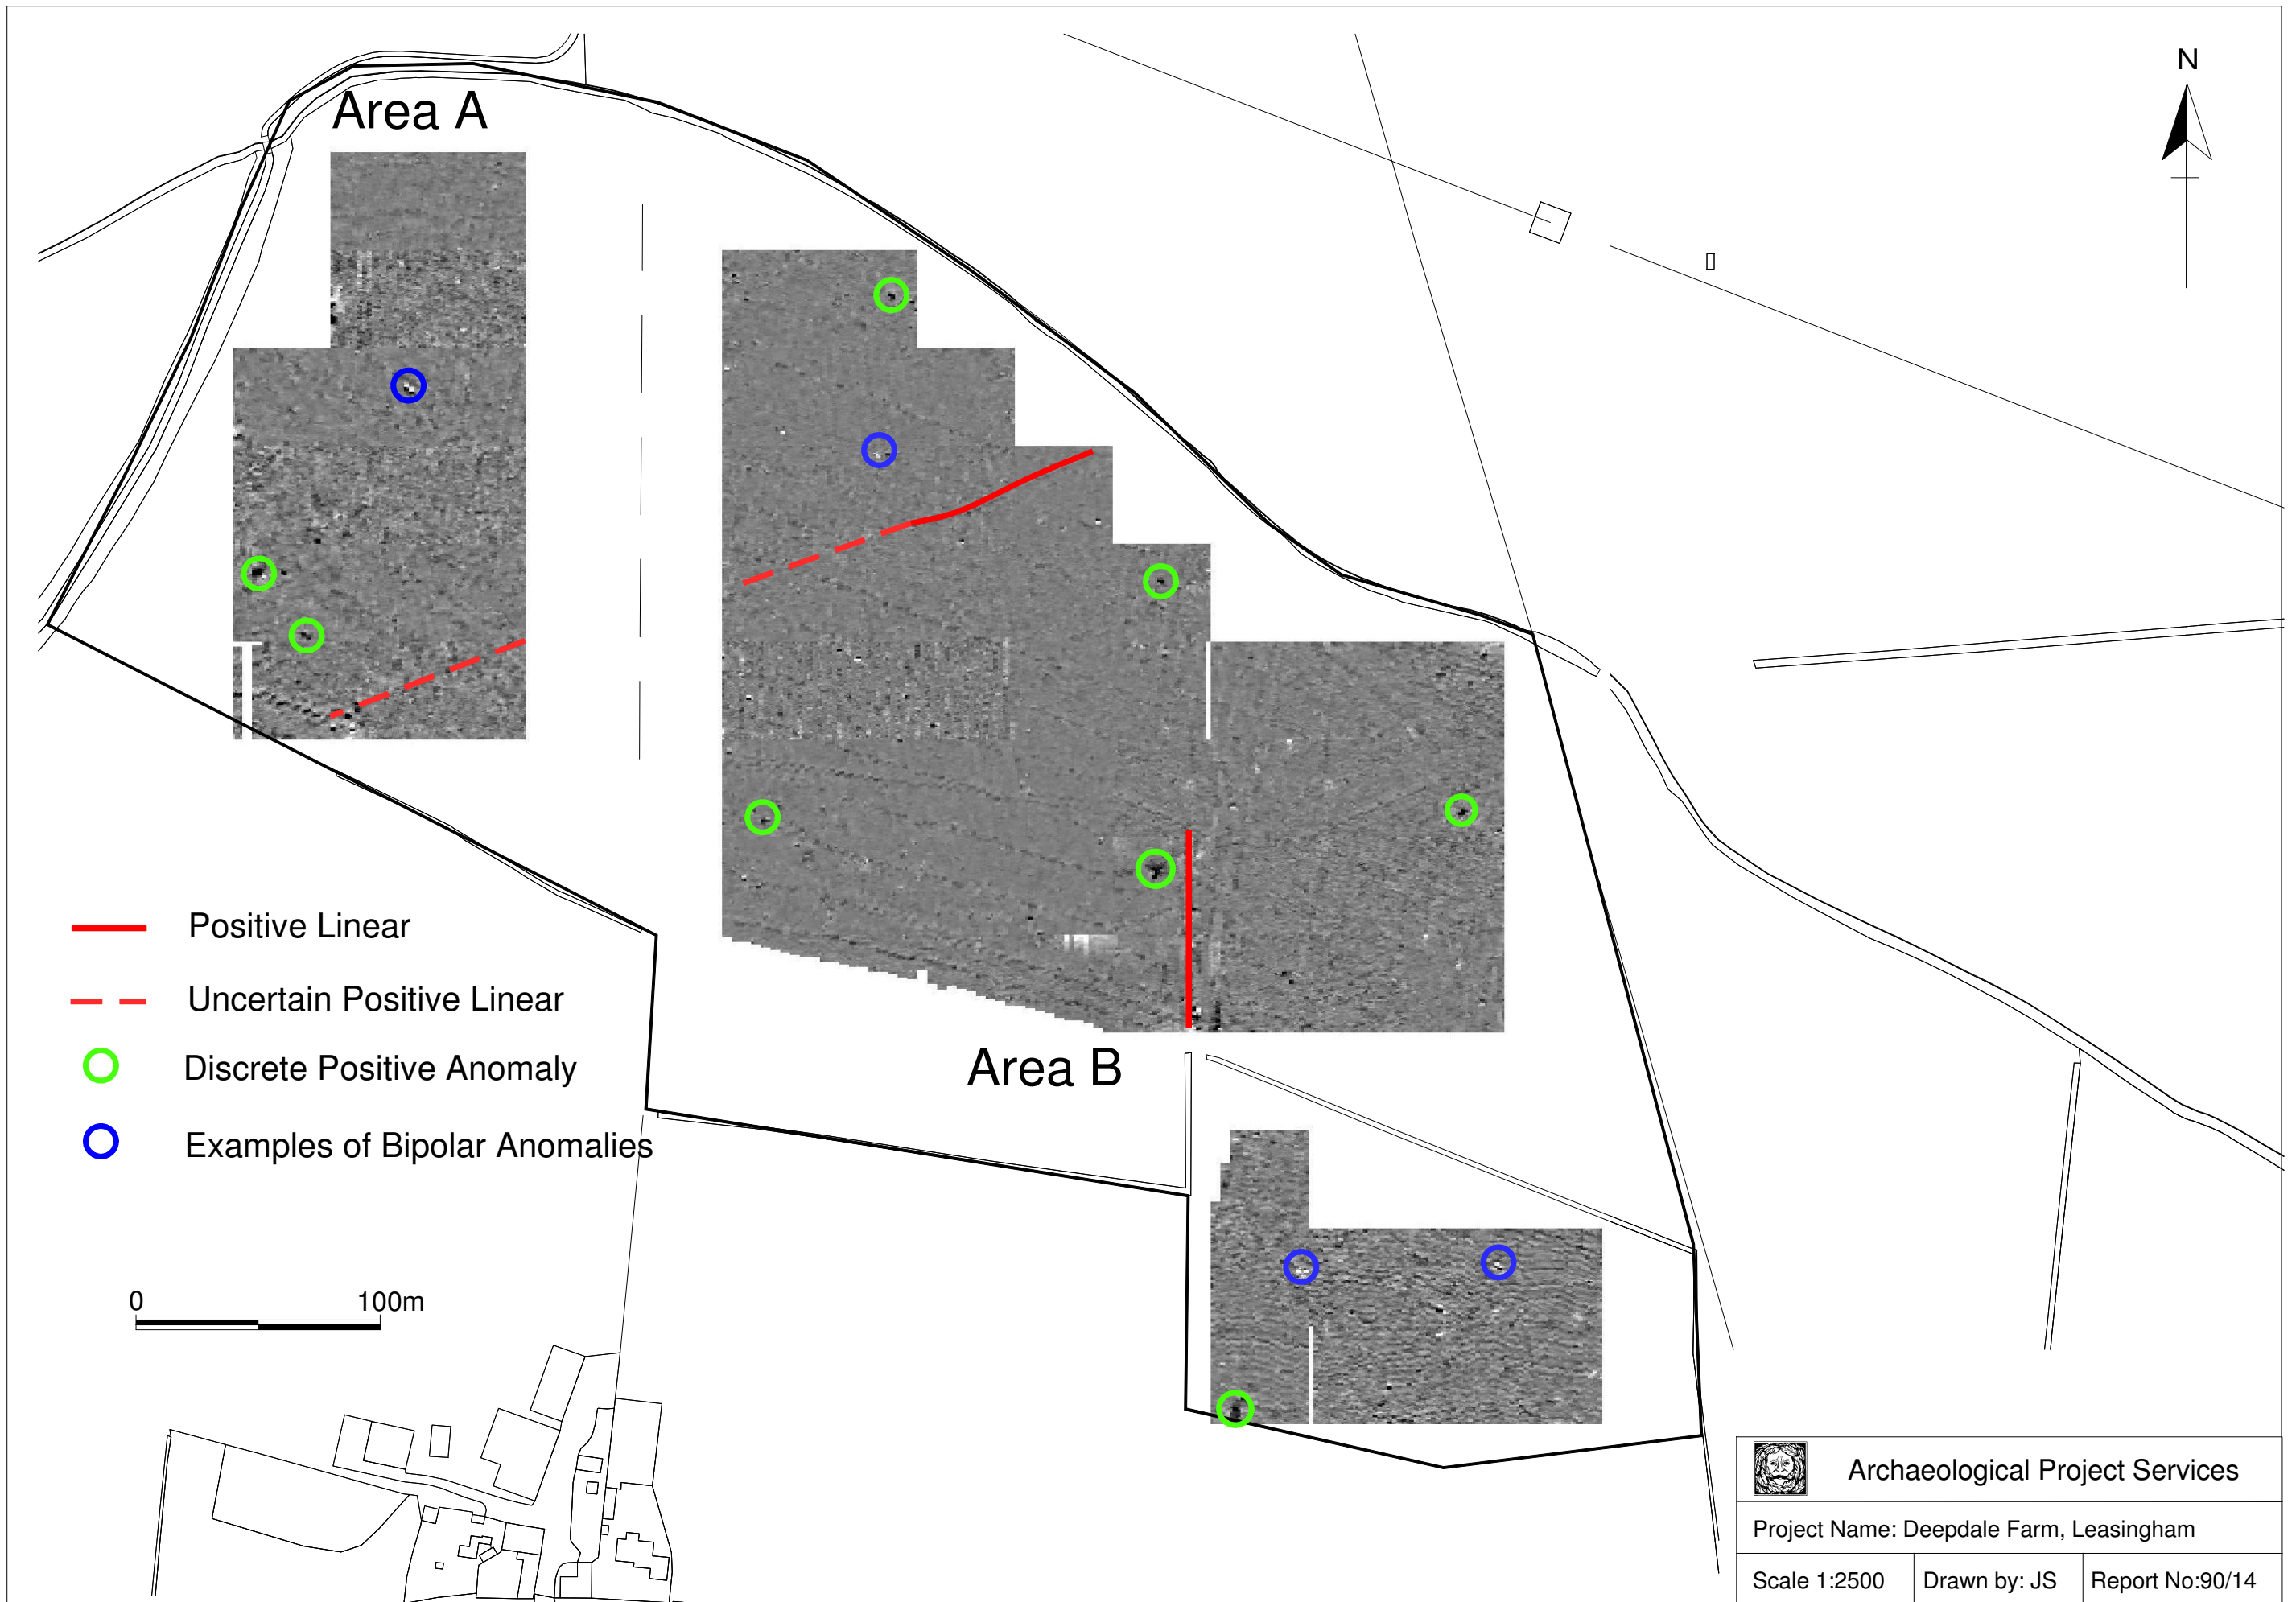 N
Area A
Positive Linear
Uncertain Positive Linear
Discrete Positive Anomaly
Examples of Bipolar Anomalies
Area B
0 100m
Archaeological Project Services
Project Name: Deepdale Farm, Leasingham
Scale 1:2500 Drawn by: JS Report No:90/14